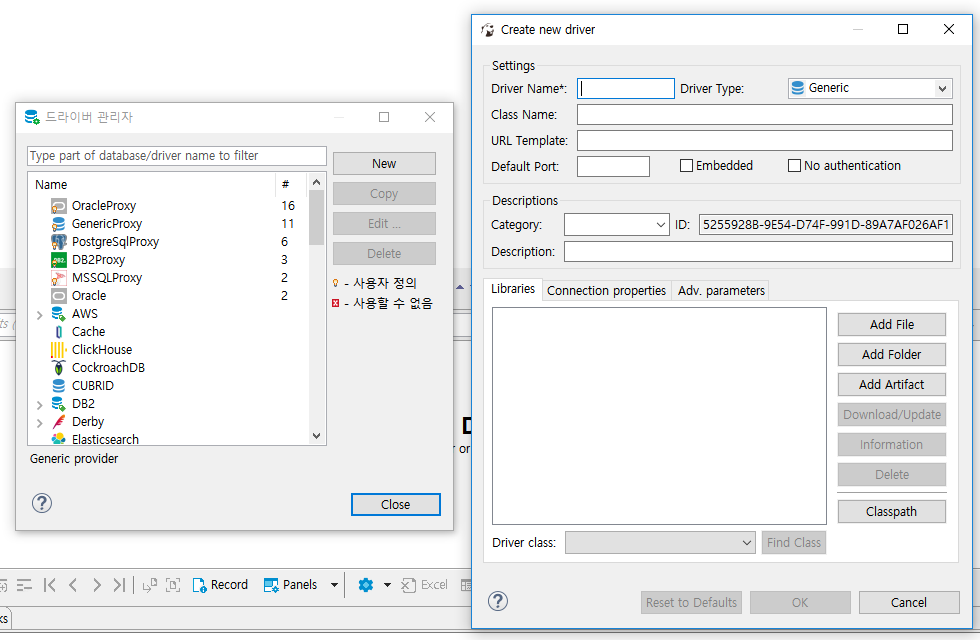 드라이버 관리자
Type part of database/driver name to filter
Name #
OracleProxy 16
GenericProxy 11
PostgreSqlProxy 6
DB2Proxy 3
MSSQLProxy 2
Oracle 2
AWS
Cache
ClickHouse
CockroachDB
CUBRID
DB2
Derby
Elasticsearch
Generic provider
New
Copy
Edit ...
Delete
- 사용자 정의
- 사용할 수 없음
Close
Create new driver
Settings
Driver Name*: Driver Type: Generic
Class Name:
URL Template:
Default Port: Embedded No authentication
Descriptions
Category: ID: 5255928B-9E54-D74F-991D-89A7AF026AF1
Description:
Libraries Connection properties Adv. parameters
Add File
Add Folder
Add Artifact
Download/Update
Information
Delete
Classpath
Driver class: Find Class
Reset to Defaults OK Cancel
ts (
D
r or
Record Panels Excel
ks